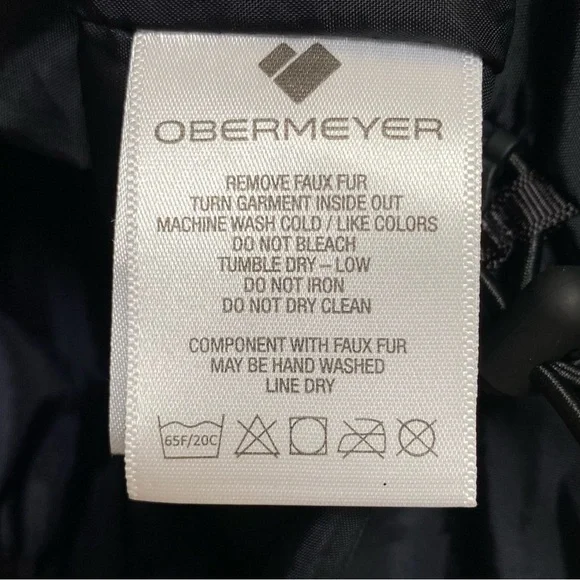 OBERMEYER
REMOVE FAUX FUR
TURN GARMENT INSIDE OUT
MACHINE WASH COLD / LIKE COLORS
DO NOT BLEACH
TUMBLE DRY – LOW
DO NOT IRON
DO NOT DRY CLEAN
COMPONENT WITH FAUX FUR
MAY BE HAND WASHED
LINE DRY
65F/20C